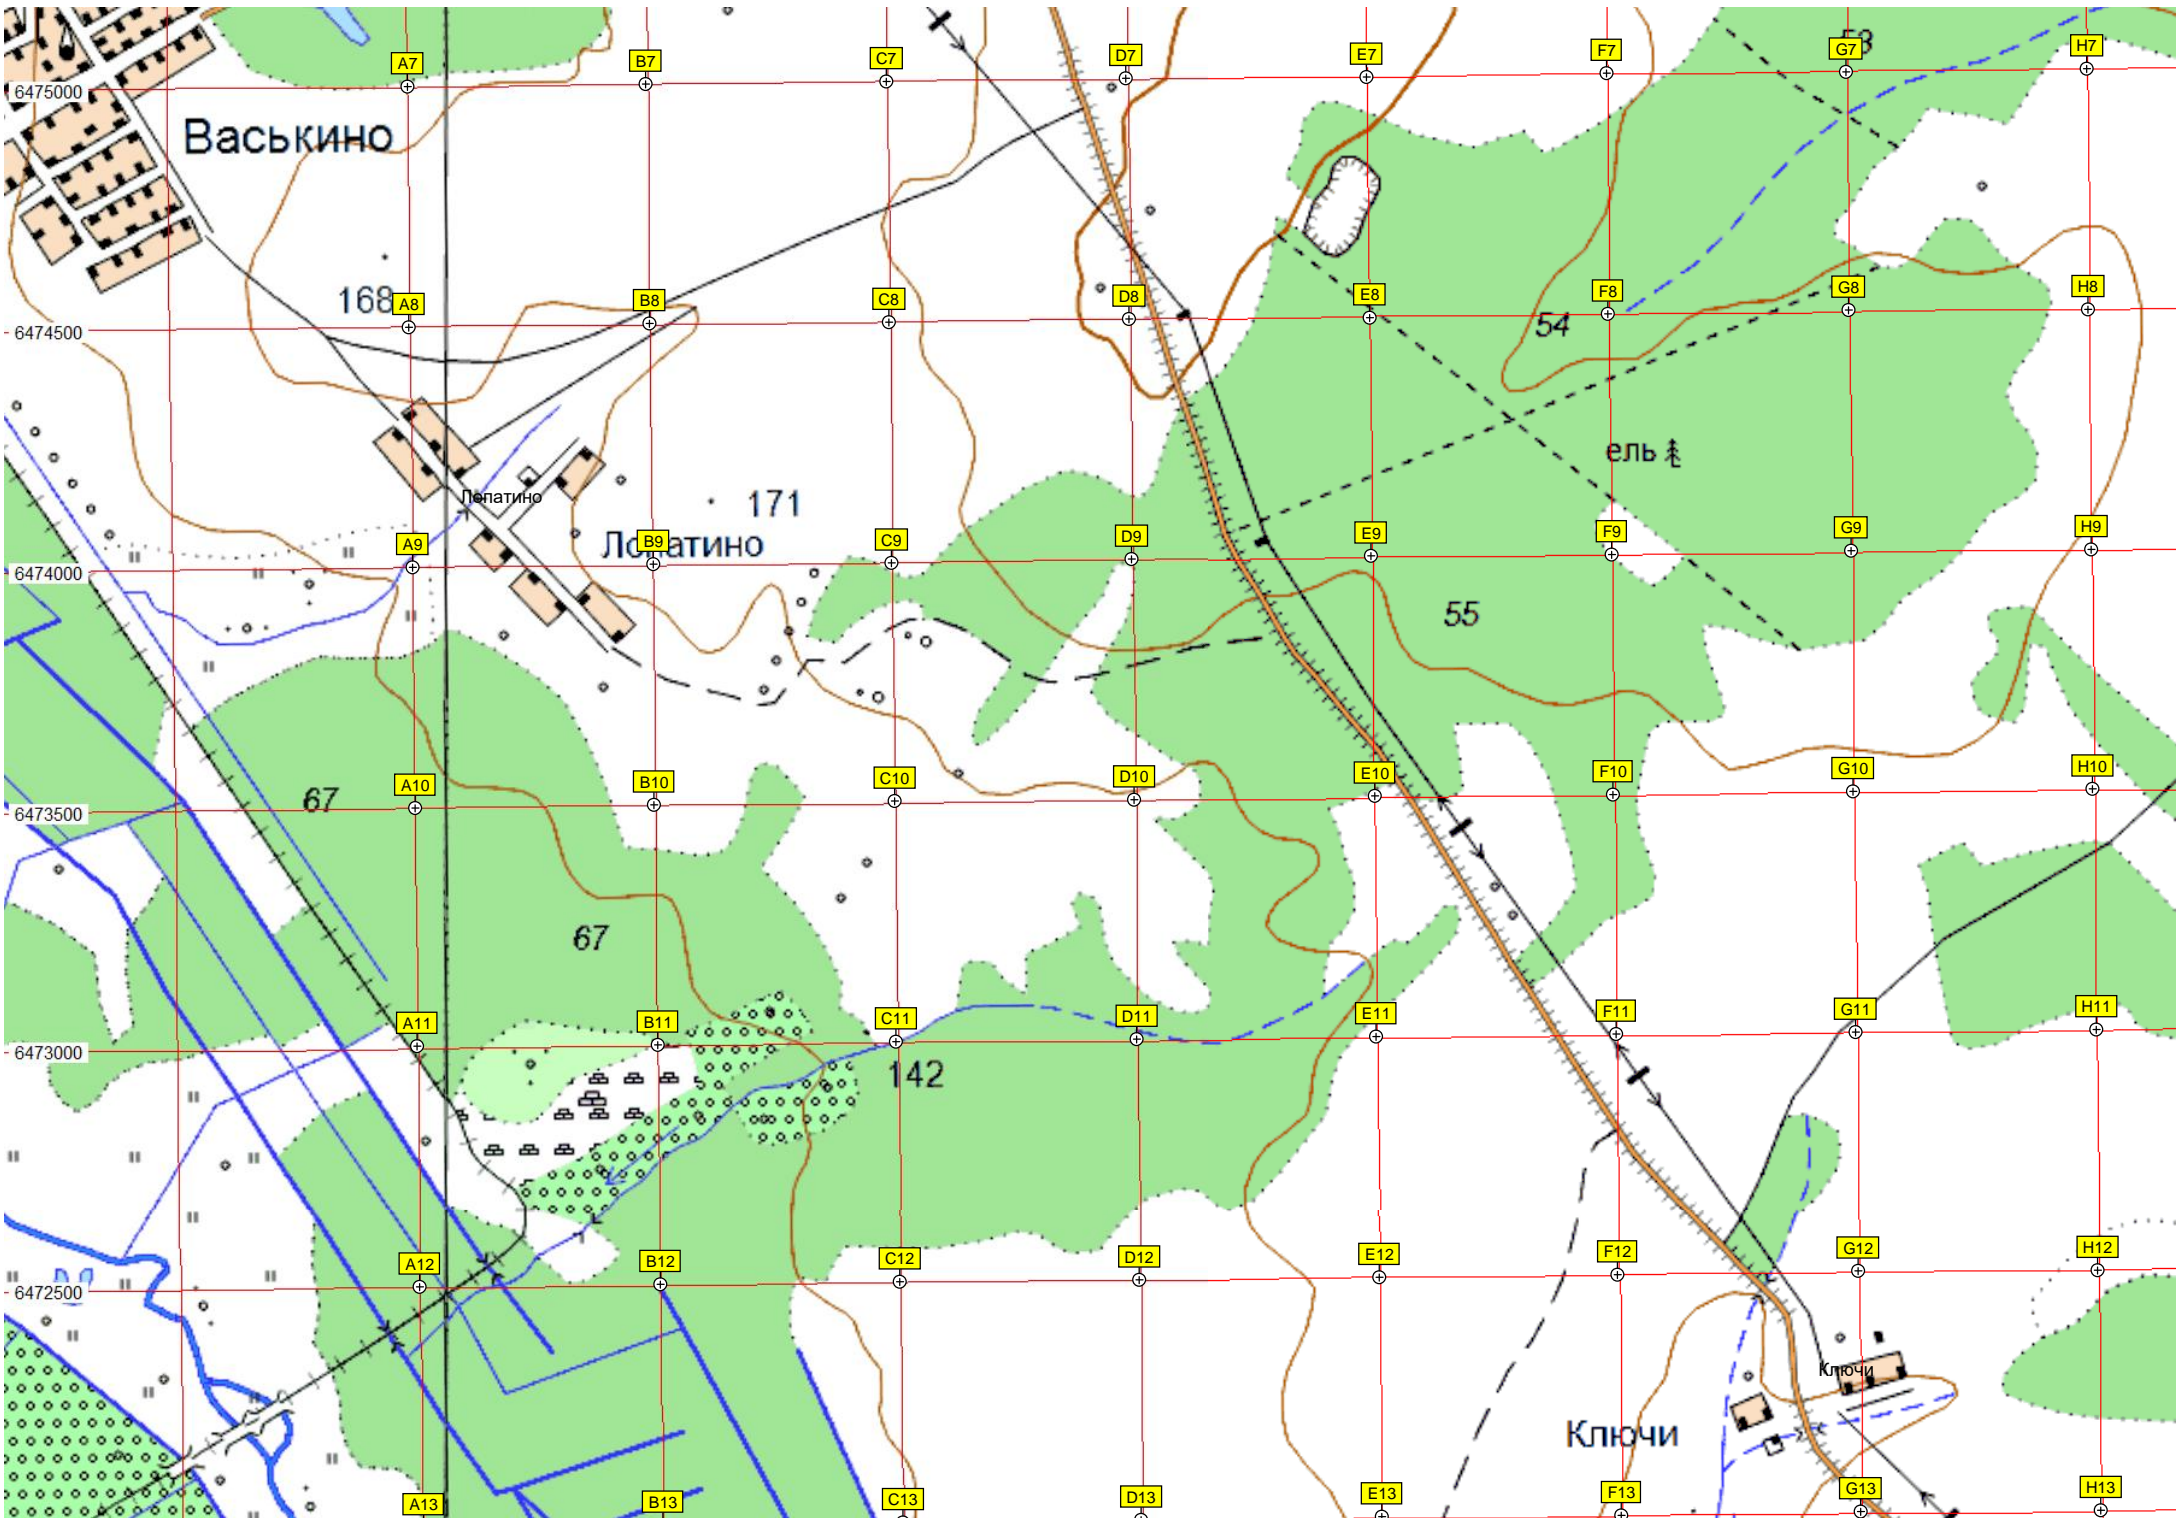 53
A7 B7 C7 D7 E7 F7 G7 H7
6475000
Васькино
168
A8 B8 C8 D8 E8 F8 G8 H8
6474500
54
ель
Лопатино
171
Лопатино
A9 B9 C9 D9 E9 F9 G9 H9
6474000
55
67
A10 B10 C10 D10 E10 F10 G10 H10
6473500
67
A11 B11 C11 D11 E11 F11 G11 H11
6473000
142
A12 B12 C12 D12 E12 F12 G12 H12
6472500
Ключи
Ключи
A13 B13 C13 D13 E13 F13 G13 H13